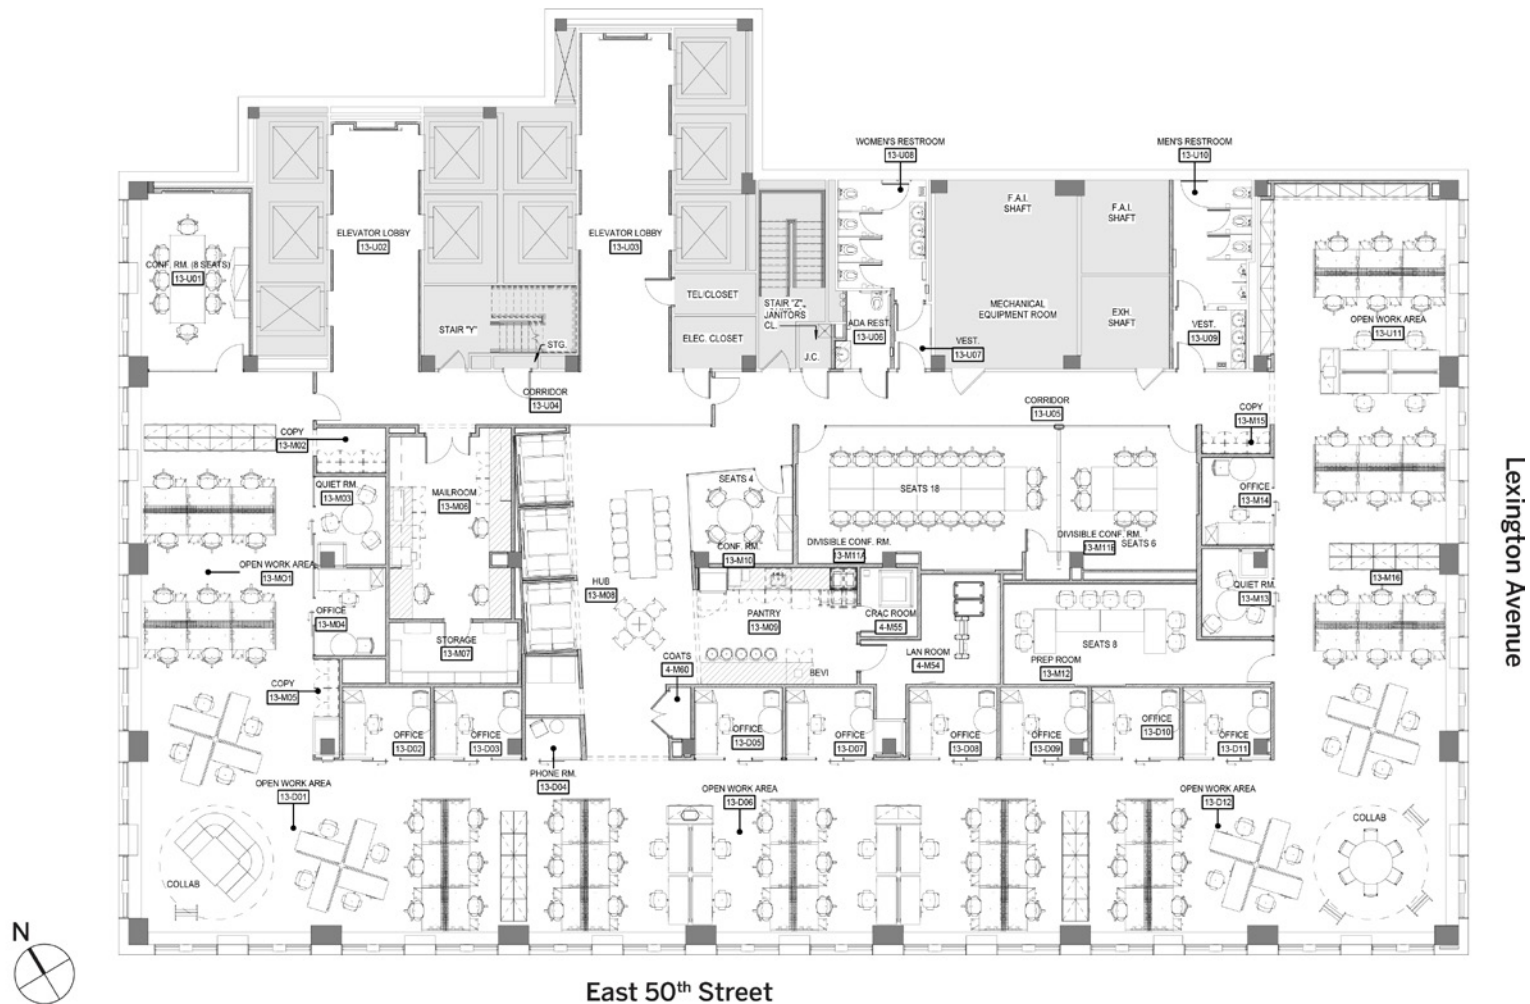 WOMEN'S RESTROOM
13-U08
MEN'S RESTROOM
13-U10
F.A.I.
SHAFT
F.A.I.
SHAFT
ELEVATOR LOBBY
13-U02
ELEVATOR LOBBY
13-U03
CONF. RM. (8 SEATS)
13-U01
TEL/CLOSET
STAIR "Z"
JANITORS
CL.
MECHANICAL
EQUIPMENT ROOM
EXH.
SHAFT
OPEN WORK AREA
13-U11
STAIR "Y"
STG.
ELEC. CLOSET
J.C.
ADA REST.
13-U06
VEST.
13-U07
VEST.
13-U09
CORRIDOR
13-U04
CORRIDOR
13-U05
COPY
13-M02
COPY
13-M15
QUIET RM.
13-M03
MAILROOM
13-M06
SEATS 4
SEATS 18
OFFICE
13-M14
DIVISIBLE CONF. RM.
13-M11A
DIVISIBLE CONF. RM.
13-M11B
SEATS 6
CONF. RM.
13-M10
OPEN WORK AREA
13-MO1
HUB
13-M08
13-M16
QUIET RM.
13-M13
OFFICE
13-M04
PANTRY
13-M09
CRAC ROOM
4-M55
STORAGE
13-M07
SEATS 8
COATS
4-M60
BEVI
LAN ROOM
4-M54
PREP ROOM
13-M12
COPY
13-M05
OFFICE
13-D02
OFFICE
13-D03
OFFICE
13-D05
OFFICE
13-D07
OFFICE
13-D08
OFFICE
13-D09
OFFICE
13-D10
OFFICE
13-D11
PHONE RM.
13-D04
OPEN WORK AREA
13-D01
OPEN WORK AREA
13-D06
OPEN WORK AREA
13-D12
COLLAB
COLLAB
Lexington Avenue
N
East 50th Street